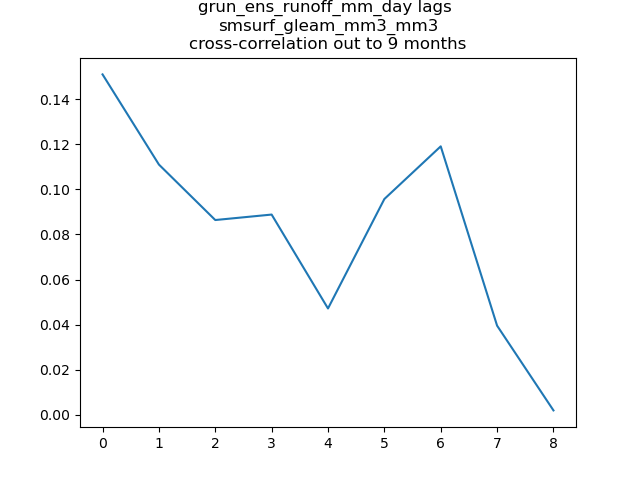 grun_ens_runoff_mm_day lags
smsurf_gleam_mm3_mm3
cross-correlation out to 9 months
0.14
0.12
0.10
0.08
0.06
0.04
0.02
0.00
0 1 2 3 4 5 6 7 8